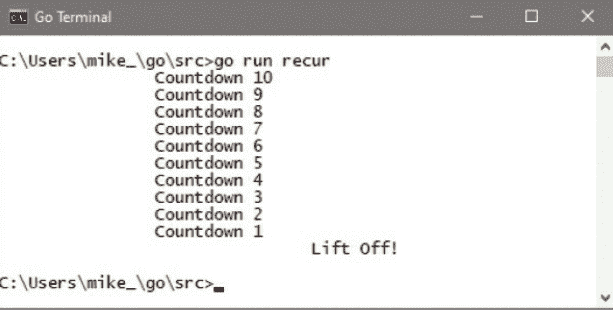 Go Terminal
C:\Users\mike_\go\src>go run recur
Countdown 10
Countdown 9
Countdown 8
Countdown 7
Countdown 6
Countdown 5
Countdown 4
Countdown 3
Countdown 2
Countdown 1
Lift Off!
C:\Users\mike_\go\src>